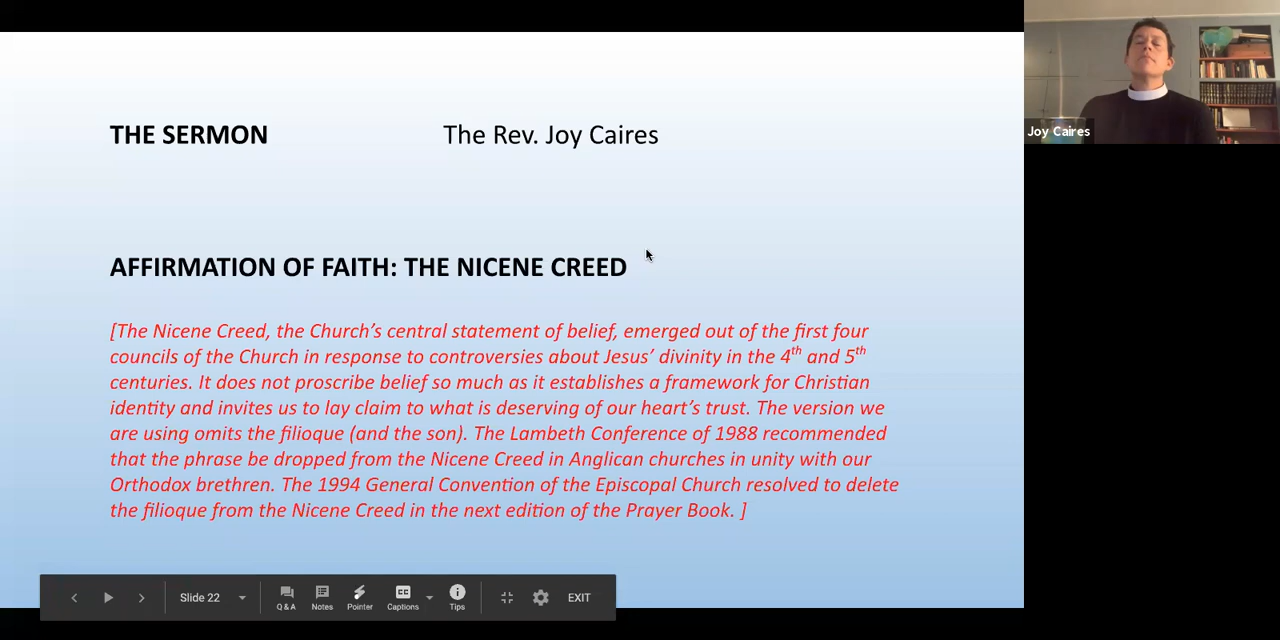 THE SERMON The Rev. Joy Caires
Joy Caires
AFFIRMATION OF FAITH: THE NICENE CREED
[The Nicene Creed, the Church’s central statement of belief, emerged out of the first four
councils of the Church in response to controversies about Jesus’ divinity in the 4th and 5th
centuries. It does not proscribe belief so much as it establishes a framework for Christian
identity and invites us to lay claim to what is deserving of our heart’s trust. The version we
are using omits the filioque (and the son). The Lambeth Conference of 1988 recommended
that the phrase be dropped from the Nicene Creed in Anglican churches in unity with our
Orthodox brethren. The 1994 General Convention of the Episcopal Church resolved to delete
the filioque from the Nicene Creed in the next edition of the Prayer Book. ]
Slide 22 Q & A Notes Pointer CC Captions Tips EXIT